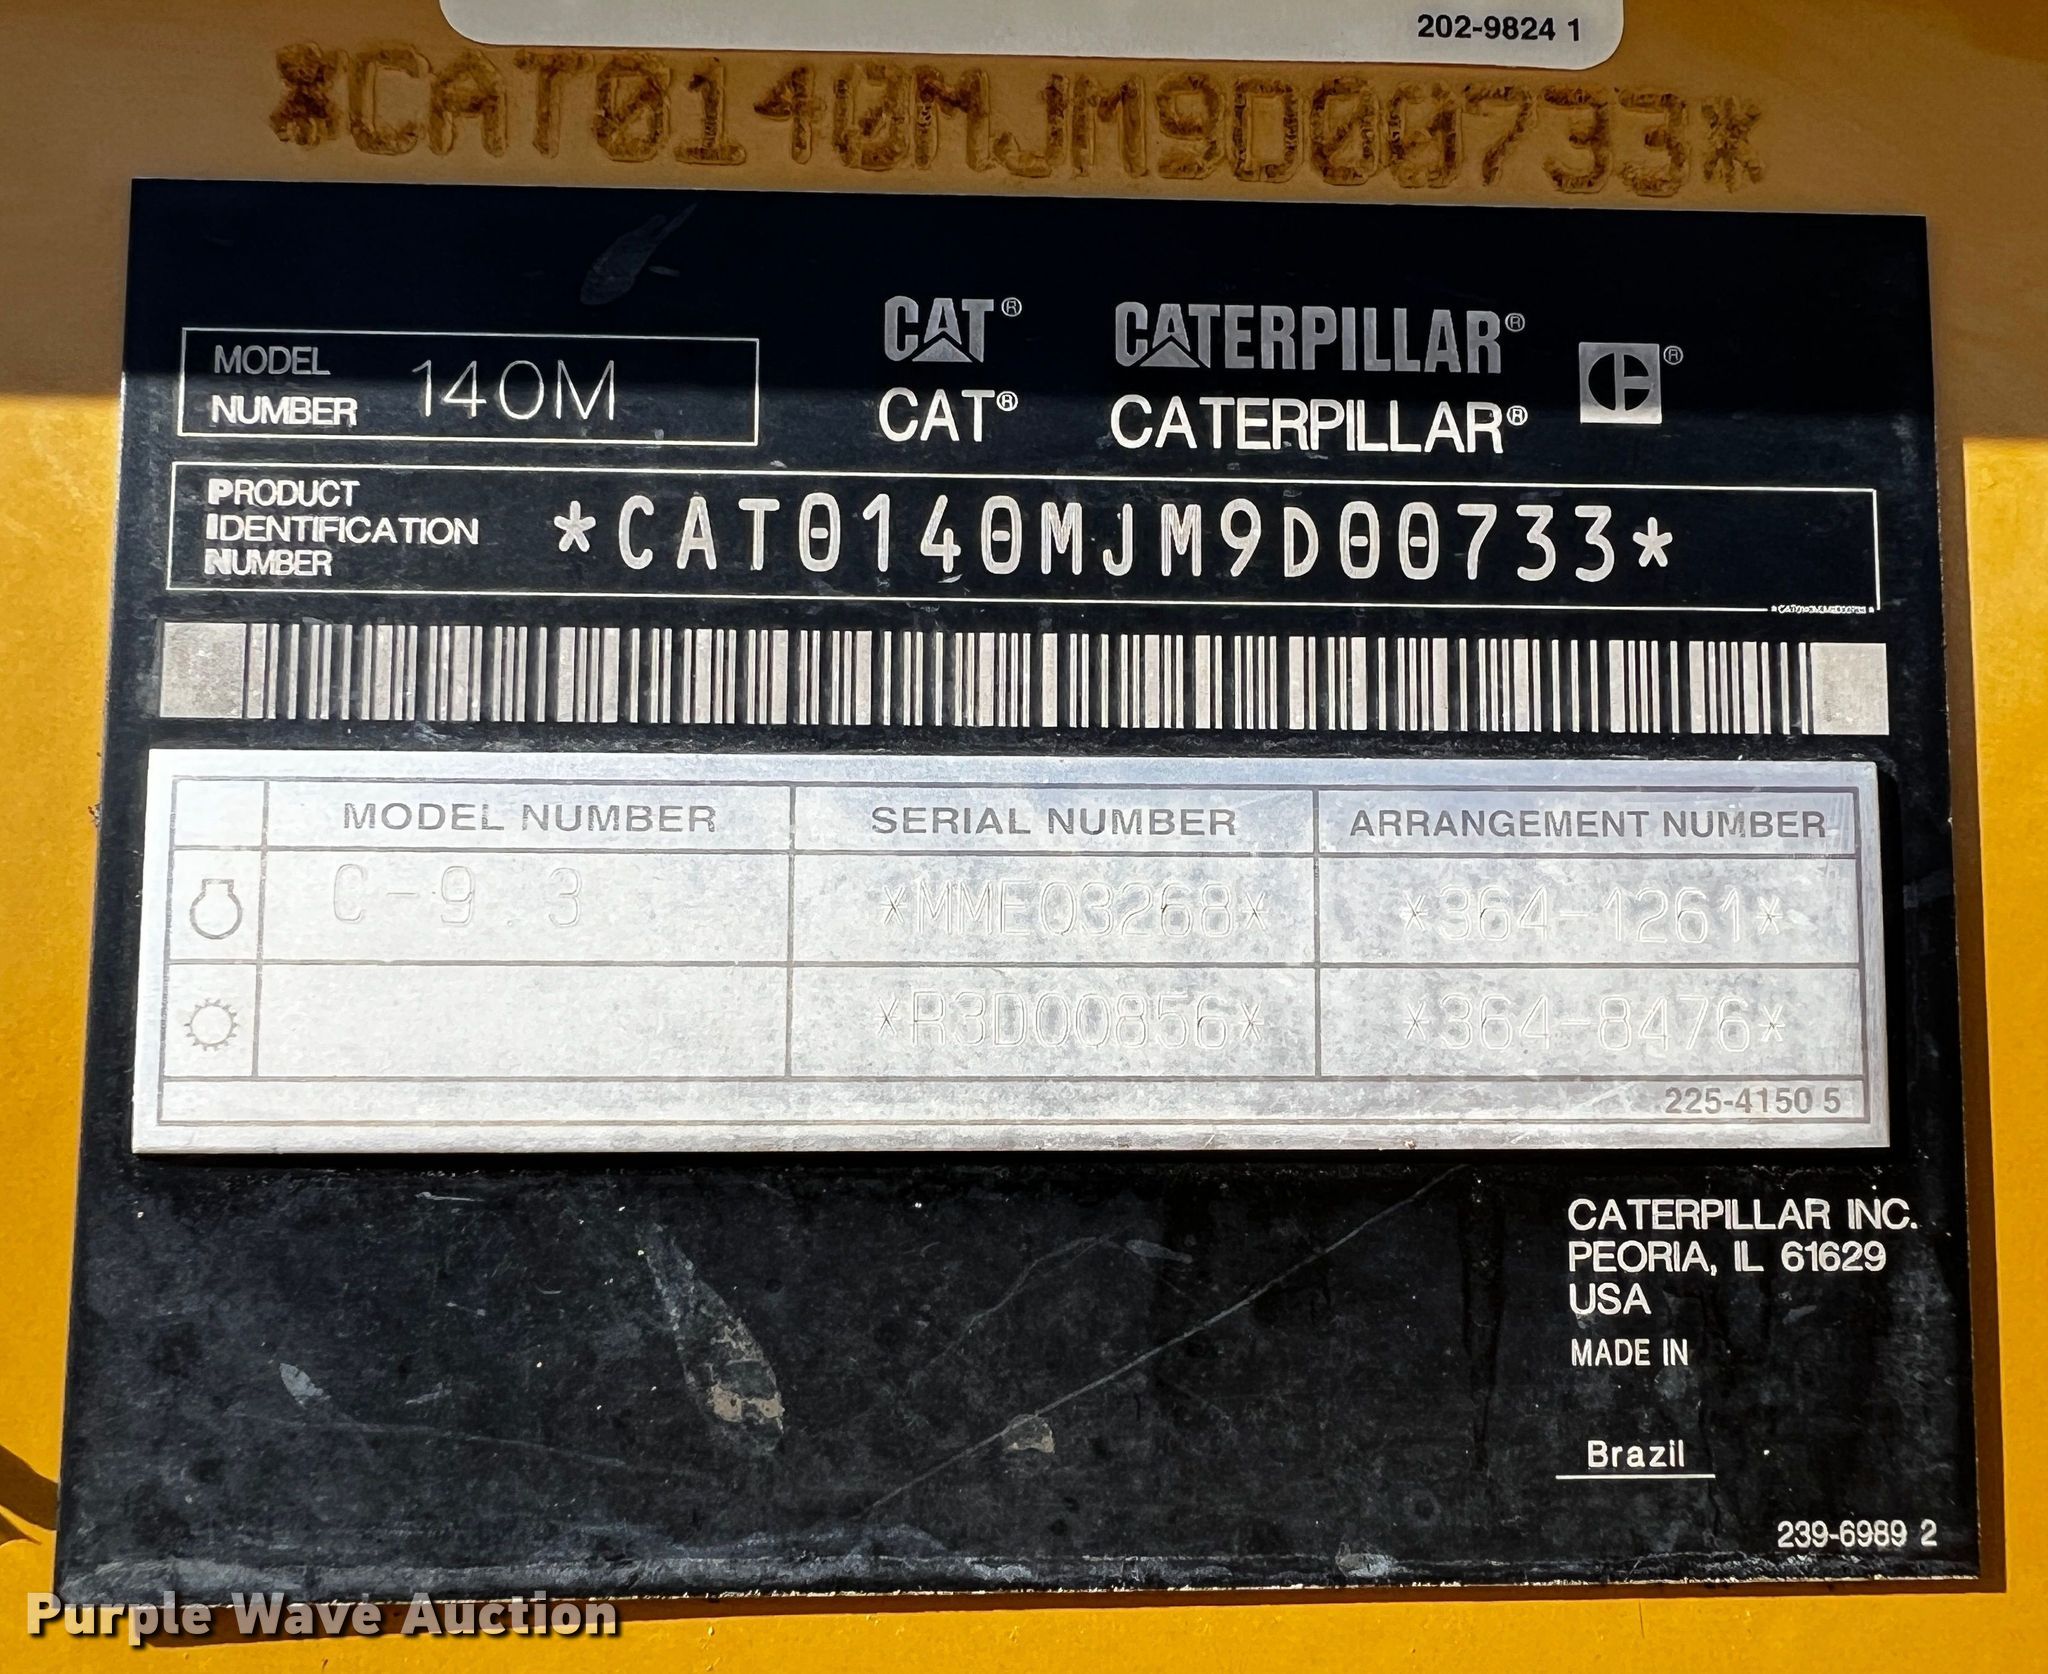 202-9824 1
*CAT0140MJM9D00733*
MODEL NUMBER 140M
CAT® CATERPILLAR® ®
CAT® CATERPILLAR®
PRODUCT IDENTIFICATION NUMBER *CAT0140MJM9D00733*
*CAT0140MJM9D00733*
MODEL NUMBER SERIAL NUMBER ARRANGEMENT NUMBER
C-9.3 *MME03268* *364-1261*
*R3D00856* *364-8476*
225-4150 5
CATERPILLAR INC.
PEORIA, IL 61629
USA
MADE IN
Brazil
239-6989 2
Purple Wave Auction